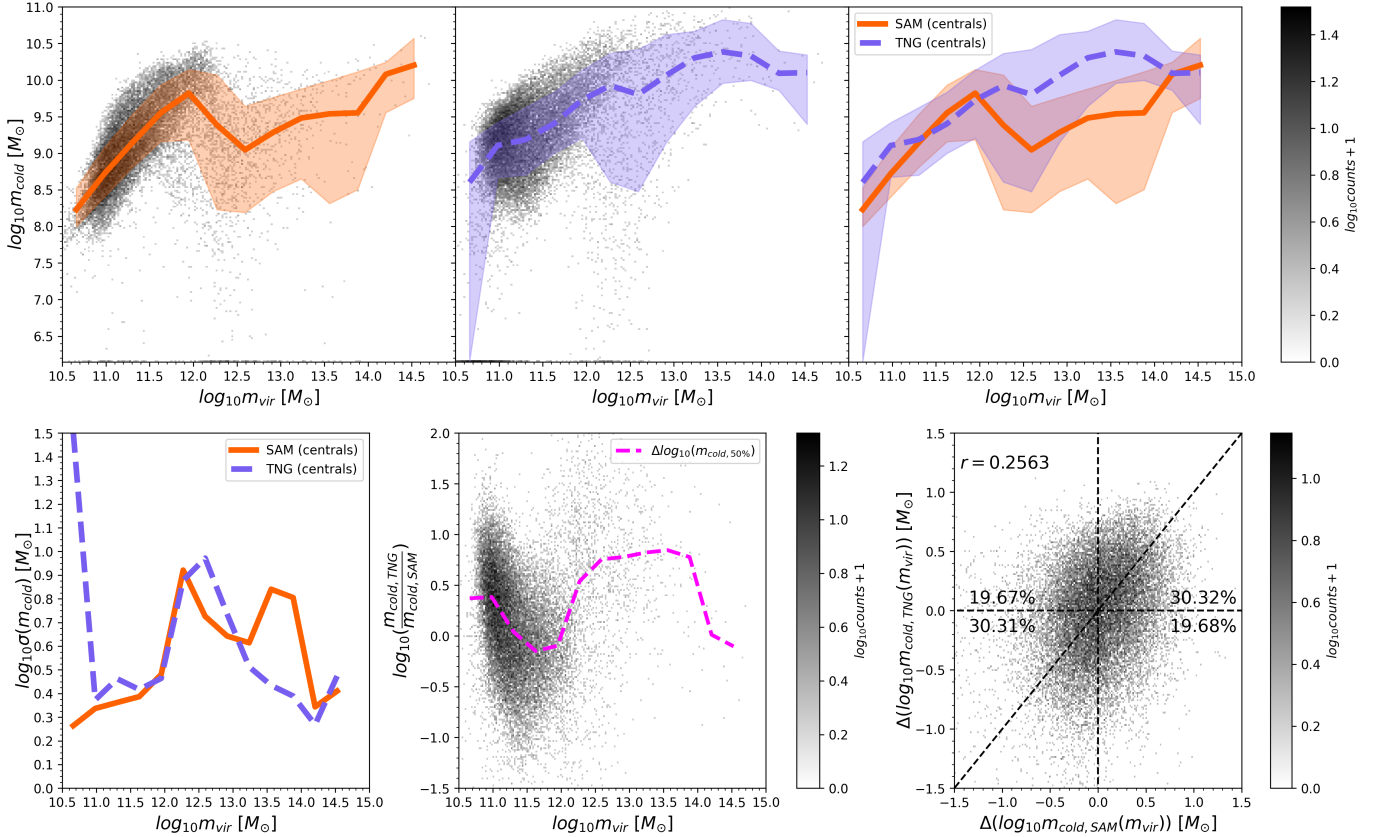 11.0
10.5
10.0
9.5
9.0
8.5
8.0
7.5
7.0
6.5
log₁₀m_cold [M_⊙]
10.5 11.0 11.5 12.0 12.5 13.0 13.5 14.0 14.5
log₁₀m_vir [M_⊙]
10.5 11.0 11.5 12.0 12.5 13.0 13.5 14.0 14.5
log₁₀m_vir [M_⊙]
SAM (centrals)
TNG (centrals)
10.5 11.0 11.5 12.0 12.5 13.0 13.5 14.0 14.5 15.0
log₁₀m_vir [M_⊙]
1.4
1.2
1.0
0.8
0.6
0.4
0.2
0.0
log₁₀counts + 1
1.5
1.4
1.3
1.2
1.1
1.0
0.9
0.8
0.7
0.6
0.5
0.4
0.3
0.2
0.1
0.0
log₁₀σ(m_cold) [M_⊙]
SAM (centrals)
TNG (centrals)
10.5 11.0 11.5 12.0 12.5 13.0 13.5 14.0 14.5 15.0
log₁₀m_vir [M_⊙]
2.0
1.5
1.0
0.5
0.0
−0.5
−1.0
−1.5
log₁₀(m_cold, TNG / m_cold, SAM)
Δlog₁₀(m_cold, 50%)
10.5 11.0 11.5 12.0 12.5 13.0 13.5 14.0 14.5 15.0
log₁₀m_vir [M_⊙]
1.2
1.0
0.8
0.6
0.4
0.2
0.0
log₁₀counts + 1
1.5
1.0
0.5
0.0
−0.5
−1.0
−1.5
Δ(log₁₀m_cold, TNG(m_vir)) [M_⊙]
r = 0.2563
19.67% 30.32%
30.31% 19.68%
−1.5 −1.0 −0.5 0.0 0.5 1.0 1.5
Δ(log₁₀m_cold, SAM(m_vir)) [M_⊙]
1.0
0.8
0.6
0.4
0.2
0.0
log₁₀counts + 1